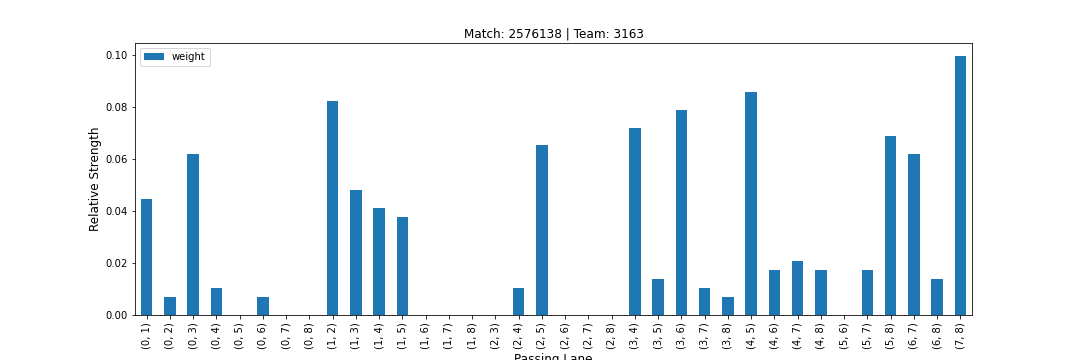 Match: 2576138 | Team: 3163
weight
Relative Strength
0.10
0.08
0.06
0.04
0.02
0.00
(0, 1) (0, 2) (0, 3) (0, 4) (0, 5) (0, 6) (0, 7) (0, 8) (1, 2) (1, 3) (1, 4) (1, 5) (1, 6) (1, 7) (1, 8) (2, 3) (2, 4) (2, 5) (2, 6) (2, 7) (2, 8) (3, 4) (3, 5) (3, 6) (3, 7) (3, 8) (4, 5) (4, 6) (4, 7) (4, 8) (5, 6) (5, 7) (5, 8) (6, 7) (6, 8) (7, 8)
Passing Lane